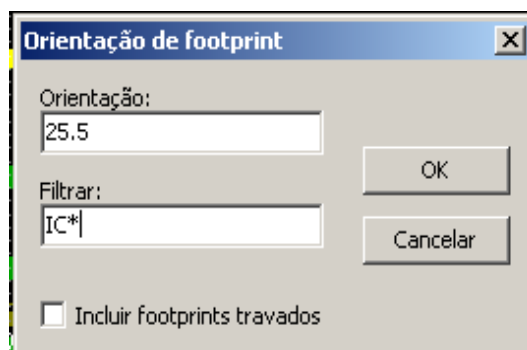 Orientação de footprint
Orientação:
25.5
OK
Filtrar:
IC*
Cancelar
Incluir footprints travados